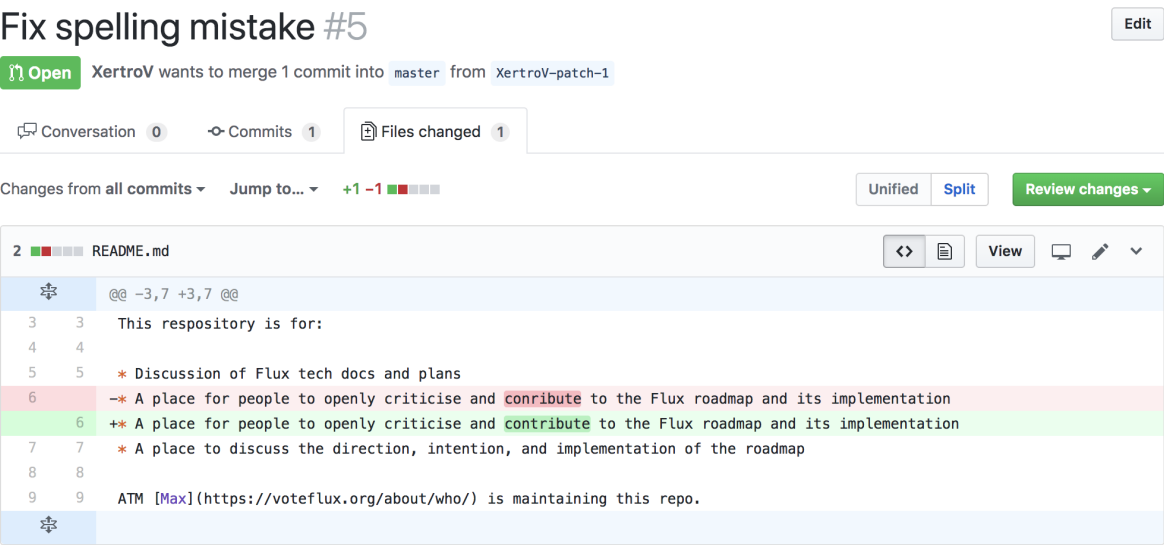 Fix spelling mistake #5
Edit
Open XertroV wants to merge 1 commit into master from XertroV-patch-1
Conversation 0 Commits 1 Files changed 1
Changes from all commits Jump to... +1 −1 Unified Split Review changes
2 README.md <> View
@@ -3,7 +3,7 @@
3 3 This respository is for:
4 4
5 5 * Discussion of Flux tech docs and plans
6 -* A place for people to openly criticise and conribute to the Flux roadmap and its implementation
6 +* A place for people to openly criticise and contribute to the Flux roadmap and its implementation
7 7 * A place to discuss the direction, intention, and implementation of the roadmap
8 8
9 9 ATM [Max](https://voteflux.org/about/who/) is maintaining this repo.